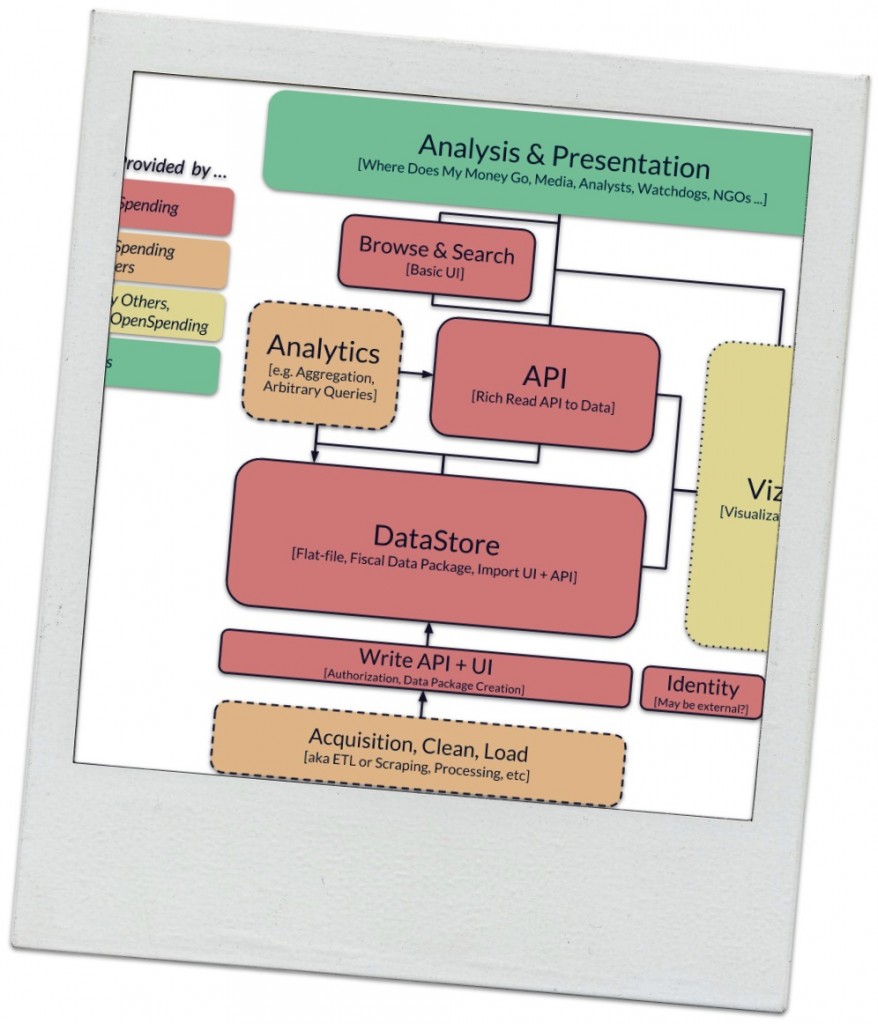 Analysis & Presentation
[Where Does My Money Go, Media, Analysts, Watchdogs, NGOs ...]
rovided by ...
Spending
Spending
ers
y Others,
OpenSpending
s
Browse & Search
[Basic UI]
Analytics
[e.g. Aggregation,
Arbitrary Queries]
API
[Rich Read API to Data]
Viz
[Visualiza
DataStore
[Flat-file, Fiscal Data Package, Import UI + API]
Write API + UI
[Authorization, Data Package Creation]
Identity
[May be external?]
Acquisition, Clean, Load
[aka ETL or Scraping, Processing, etc]